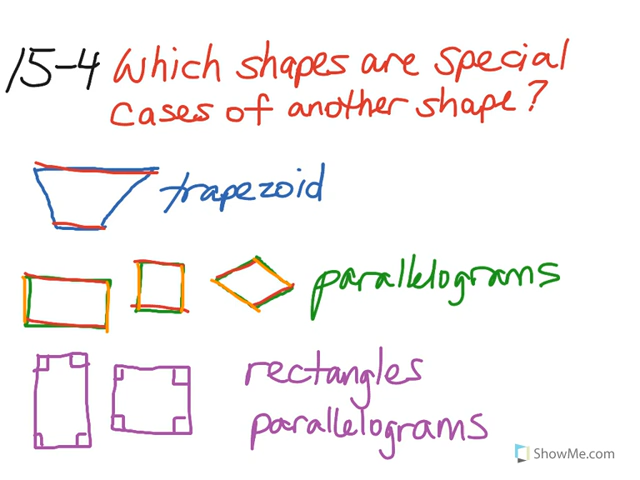 15-4 Which shapes are special
cases of another shape?
trapezoid
parallelograms
rectangles
parallelograms
ShowMe.com